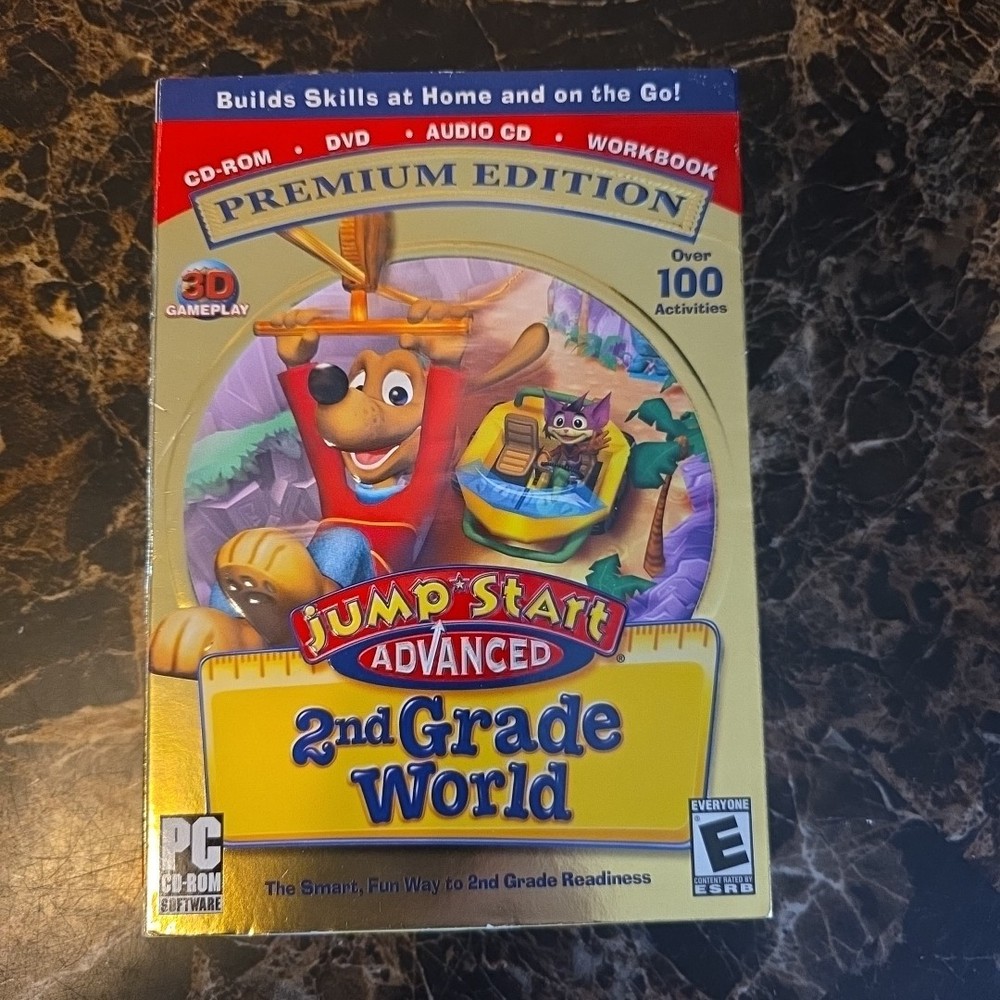 Builds Skills at Home and on the Go!
CD-ROM • DVD • AUDIO CD • WORKBOOK
PREMIUM EDITION
3D
GAMEPLAY
Over
100
Activities
JumpStart
ADVANCED®
2nd Grade
World
PC
CD-ROM
SOFTWARE
The Smart, Fun Way to 2nd Grade Readiness
EVERYONE
E
CONTENT RATED BY
ESRB